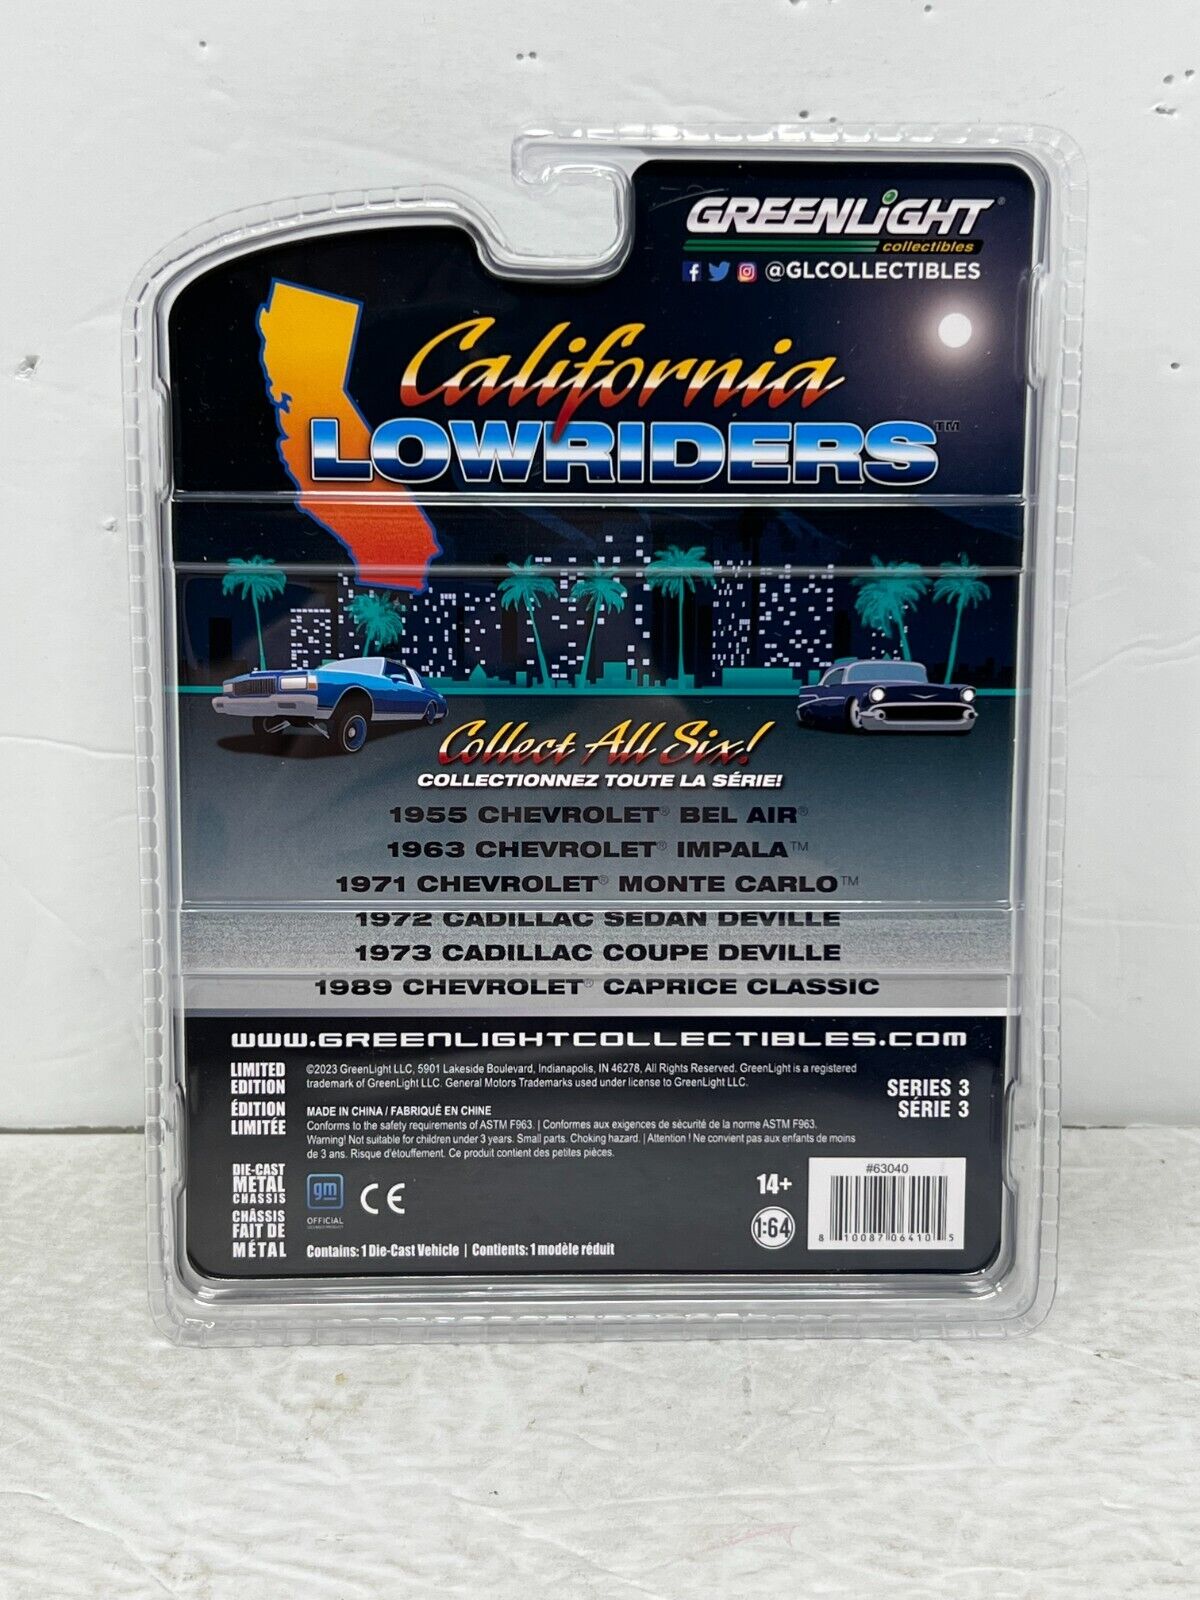 GREENLiGHT®
collectibles
@GLCOLLECTIBLES
California
LOWRIDERS™
Collect All Six!
COLLECTIONNEZ TOUTE LA SÉRIE!
1955 CHEVROLET® BEL AIR®
1963 CHEVROLET® IMPALA™
1971 CHEVROLET® MONTE CARLO™
1972 CADILLAC SEDAN DEVILLE
1973 CADILLAC COUPE DEVILLE
1989 CHEVROLET® CAPRICE CLASSIC
www.GREENLIGHTCOLLECTIBLES.com
LIMITED
EDITION
ÉDITION
LIMITÉE
©2023 GreenLight LLC, 5901 Lakeside Boulevard, Indianapolis, IN 46278, All Rights Reserved. GreenLight is a registered
trademark of GreenLight LLC. General Motors Trademarks used under license to GreenLight LLC.
SERIES 3
SÉRIE 3
MADE IN CHINA / FABRIQUÉ EN CHINE
Conforms to the safety requirements of ASTM F963. | Conformes aux exigences de sécurité de la norme ASTM F963.
Warning! Not suitable for children under 3 years. Small parts. Choking hazard. | Attention ! Ne convient pas aux enfants de moins
de 3 ans. Risque d'étouffement. Ce produit contient des petites pièces.
DIE-CAST
METAL
CHASSIS
CHÂSSIS
FAIT DE
MÉTAL
gm
OFFICIAL
LICENSED PRODUCT
CE
Contains: 1 Die-Cast Vehicle | Contients: 1 modèle réduit
14+
1:64
#63040
8 10087 06410 5